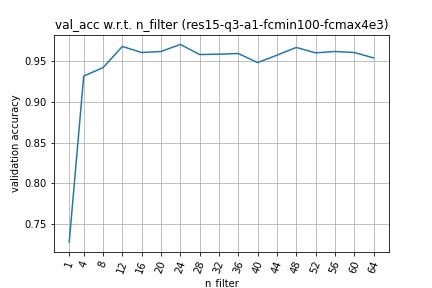 val_acc w.r.t. n_filter (res15-q3-a1-fcmin100-fcmax4e3)
validation accuracy
0.95
0.90
0.85
0.80
0.75
1 4 8 12 16 20 24 28 32 36 40 44 48 52 56 60 64
n filter